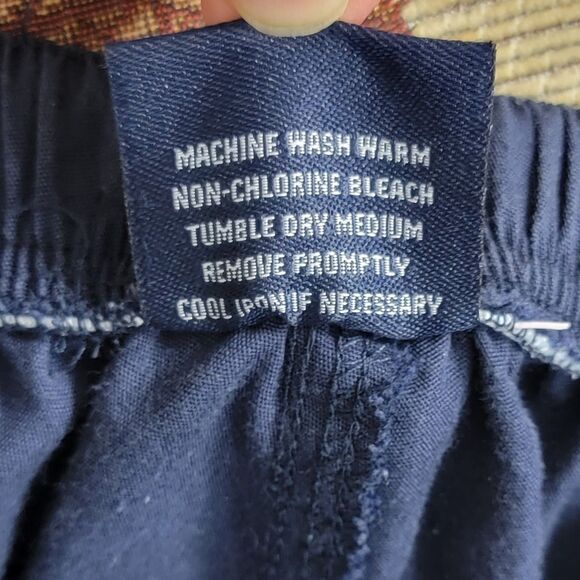 MACHINE WASH WARM
NON-CHLORINE BLEACH
TUMBLE DRY MEDIUM
REMOVE PROMPTLY
COOL IRON IF NECESSARY